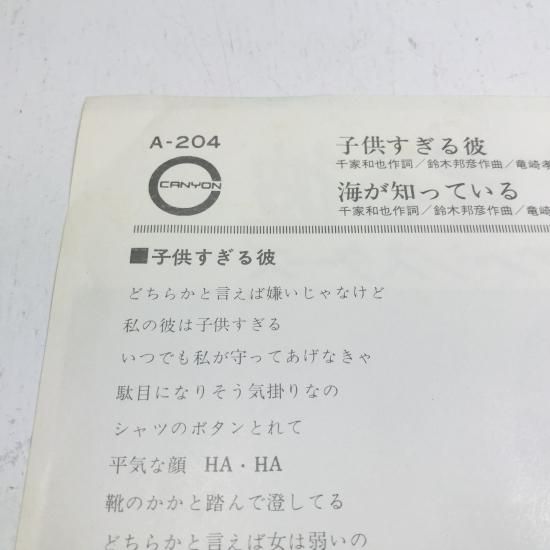 A-204
CANYON
子供すぎる彼
千家和也作詞/鈴木邦彦作曲/竜崎孝
海が知っている
千家和也作詞/鈴木邦彦作曲/竜崎
■子供すぎる彼
どちらかと言えば嫌いじゃなけど
私の彼は子供すぎる
いつでも私が守ってあげなきゃ
駄目になりそう気掛りなの
シャツのボタンとれて
平気な顔 HA・HA
靴のかかと踏んで澄してる
どちらかと言えば女は弱いの